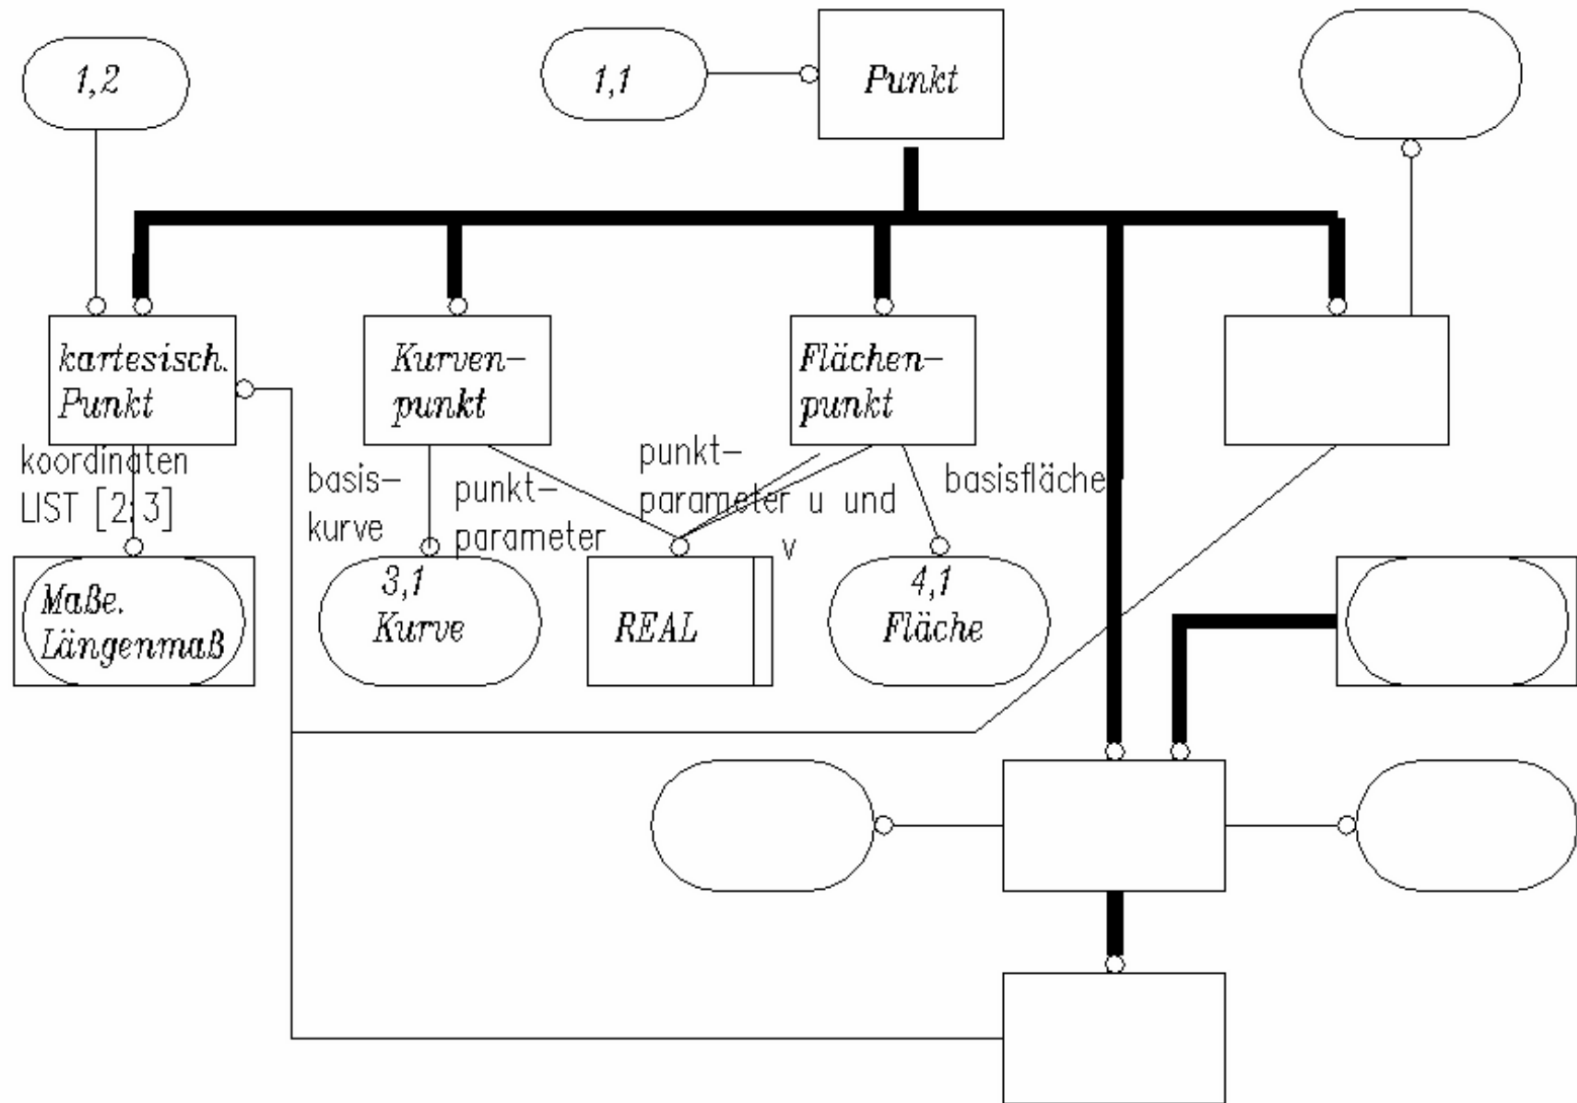 1,2
1,1
Punkt
kartesisch.
Punkt
Kurven-
punkt
Flächen-
punkt
koordinaten
LIST [2:3]
basis-
kurve
punkt-
parameter
punkt-
parameter u und
v
basisfläche
Maße.
Längenmaß
3,1
Kurve
REAL
4,1
Fläche